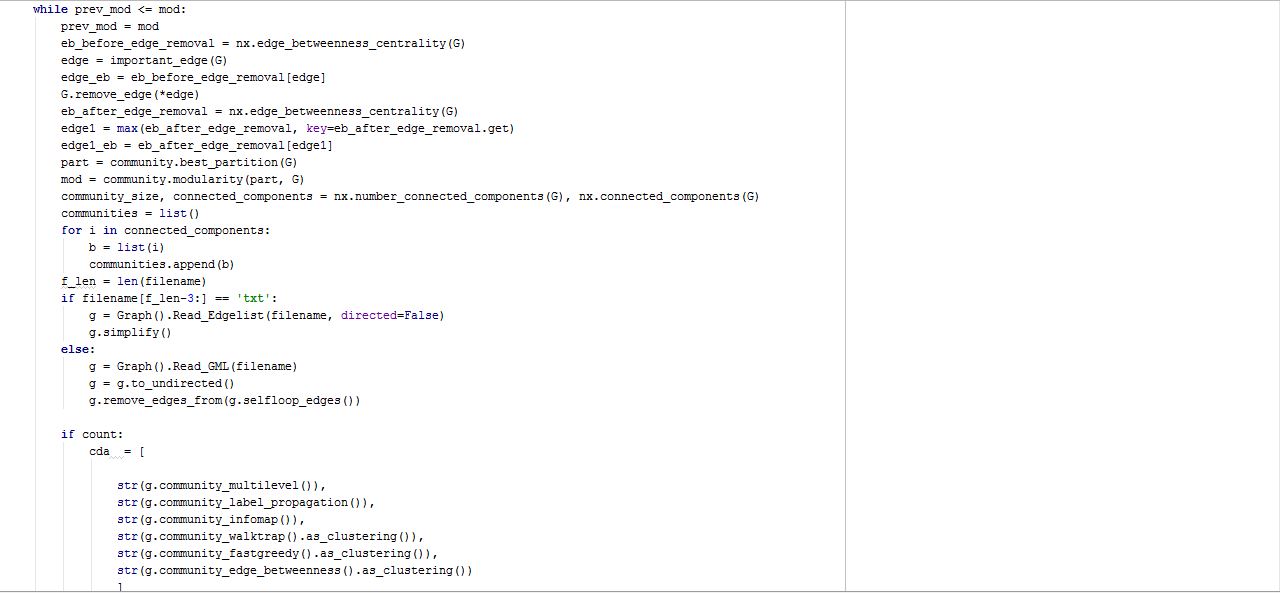 while prev_mod <= mod:
    prev_mod = mod
    eb_before_edge_removal = nx.edge_betweenness_centrality(G)
    edge = important_edge(G)
    edge_eb = eb_before_edge_removal[edge]
    G.remove_edge(*edge)
    eb_after_edge_removal = nx.edge_betweenness_centrality(G)
    edge1 = max(eb_after_edge_removal, key=eb_after_edge_removal.get)
    edge1_eb = eb_after_edge_removal[edge1]
    part = community.best_partition(G)
    mod = community.modularity(part, G)
    community_size, connected_components = nx.number_connected_components(G), nx.connected_components(G)
    communities = list()
    for i in connected_components:
        b = list(i)
        communities.append(b)
    f_len = len(filename)
    if filename[f_len-3:] == 'txt':
        g = Graph().Read_Edgelist(filename, directed=False)
        g.simplify()
    else:
        g = Graph().Read_GML(filename)
        g = g.to_undirected()
        g.remove_edges_from(g.selfloop_edges())

    if count:
        cda  = [

            str(g.community_multilevel()),
            str(g.community_label_propagation()),
            str(g.community_infomap()),
            str(g.community_walktrap().as_clustering()),
            str(g.community_fastgreedy().as_clustering()),
            str(g.community_edge_betweenness().as_clustering())
            ]